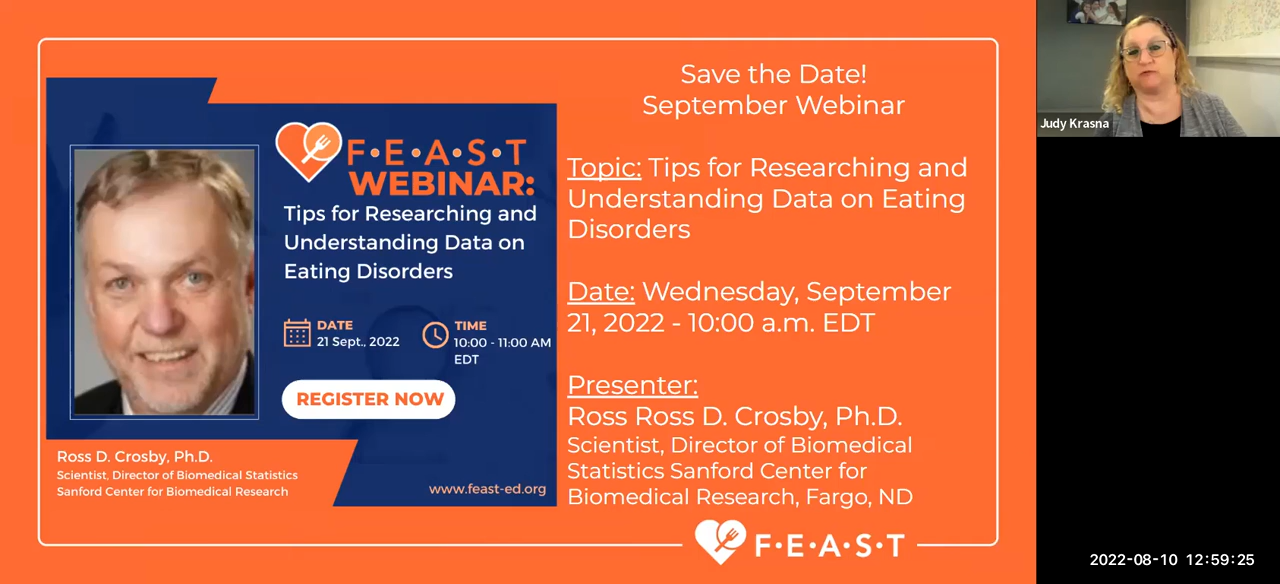 F•E•A•S•T
WEBINAR:
Tips for Researching and
Understanding Data on
Eating Disorders
DATE
21 Sept., 2022
TIME
10:00 - 11:00 AM
EDT
REGISTER NOW
Ross D. Crosby, Ph.D.
Scientist, Director of Biomedical Statistics
Sanford Center for Biomedical Research
www.feast-ed.org
Save the Date!
September Webinar
Topic: Tips for Researching and
Understanding Data on Eating
Disorders
Date: Wednesday, September
21, 2022 - 10:00 a.m. EDT
Presenter:
Ross Ross D. Crosby, Ph.D.
Scientist, Director of Biomedical
Statistics Sanford Center for
Biomedical Research, Fargo, ND
F•E•A•S•T
Judy Krasna
2022-08-10 12:59:25